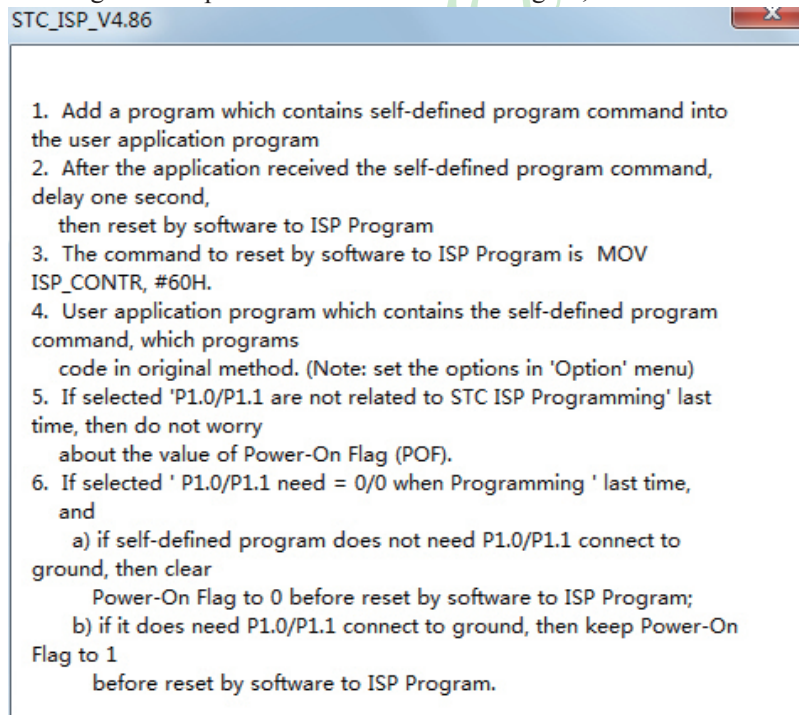 STC_ISP_V4.86
1. Add a program which contains self-defined program command into
the user application program
2. After the application received the self-defined program command,
delay one second,
then reset by software to ISP Program
3. The command to reset by software to ISP Program is MOV
ISP_CONTR, #60H.
4. User application program which contains the self-defined program
command, which programs
code in original method. (Note: set the options in 'Option' menu)
5. If selected 'P1.0/P1.1 are not related to STC ISP Programming' last
time, then do not worry
about the value of Power-On Flag (POF).
6. If selected ' P1.0/P1.1 need = 0/0 when Programming ' last time,
and
a) if self-defined program does not need P1.0/P1.1 connect to
ground, then clear
Power-On Flag to 0 before reset by software to ISP Program;
b) if it does need P1.0/P1.1 connect to ground, then keep Power-On
Flag to 1
before reset by software to ISP Program.